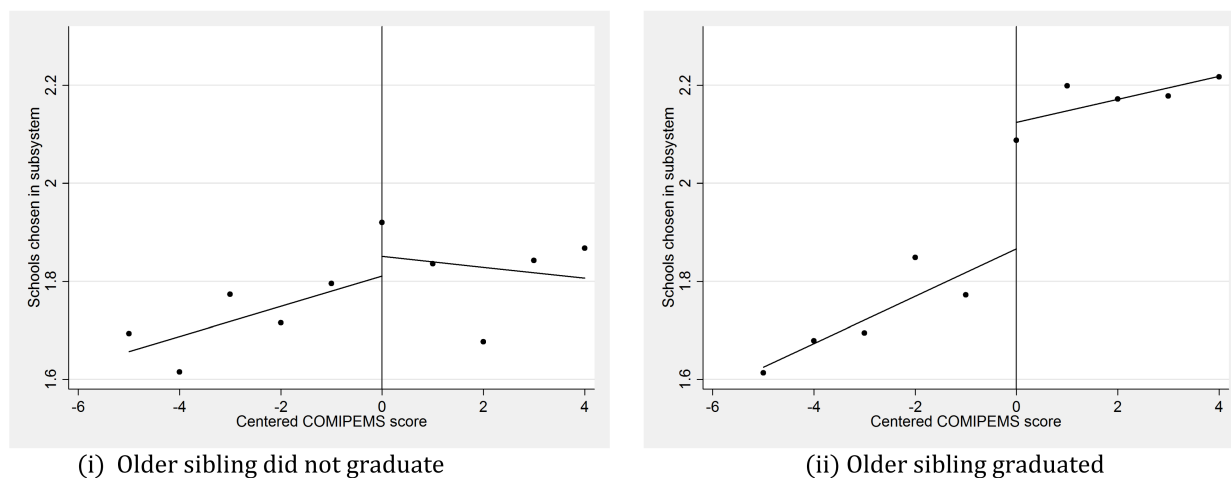 Schools chosen in subsystem
2.2
2
1.8
1.6
-6 -4 -2 0 2 4
Centered COMIPEMS score
(i) Older sibling did not graduate
Schools chosen in subsystem
2.2
2
1.8
1.6
-6 -4 -2 0 2 4
Centered COMIPEMS score
(ii) Older sibling graduated